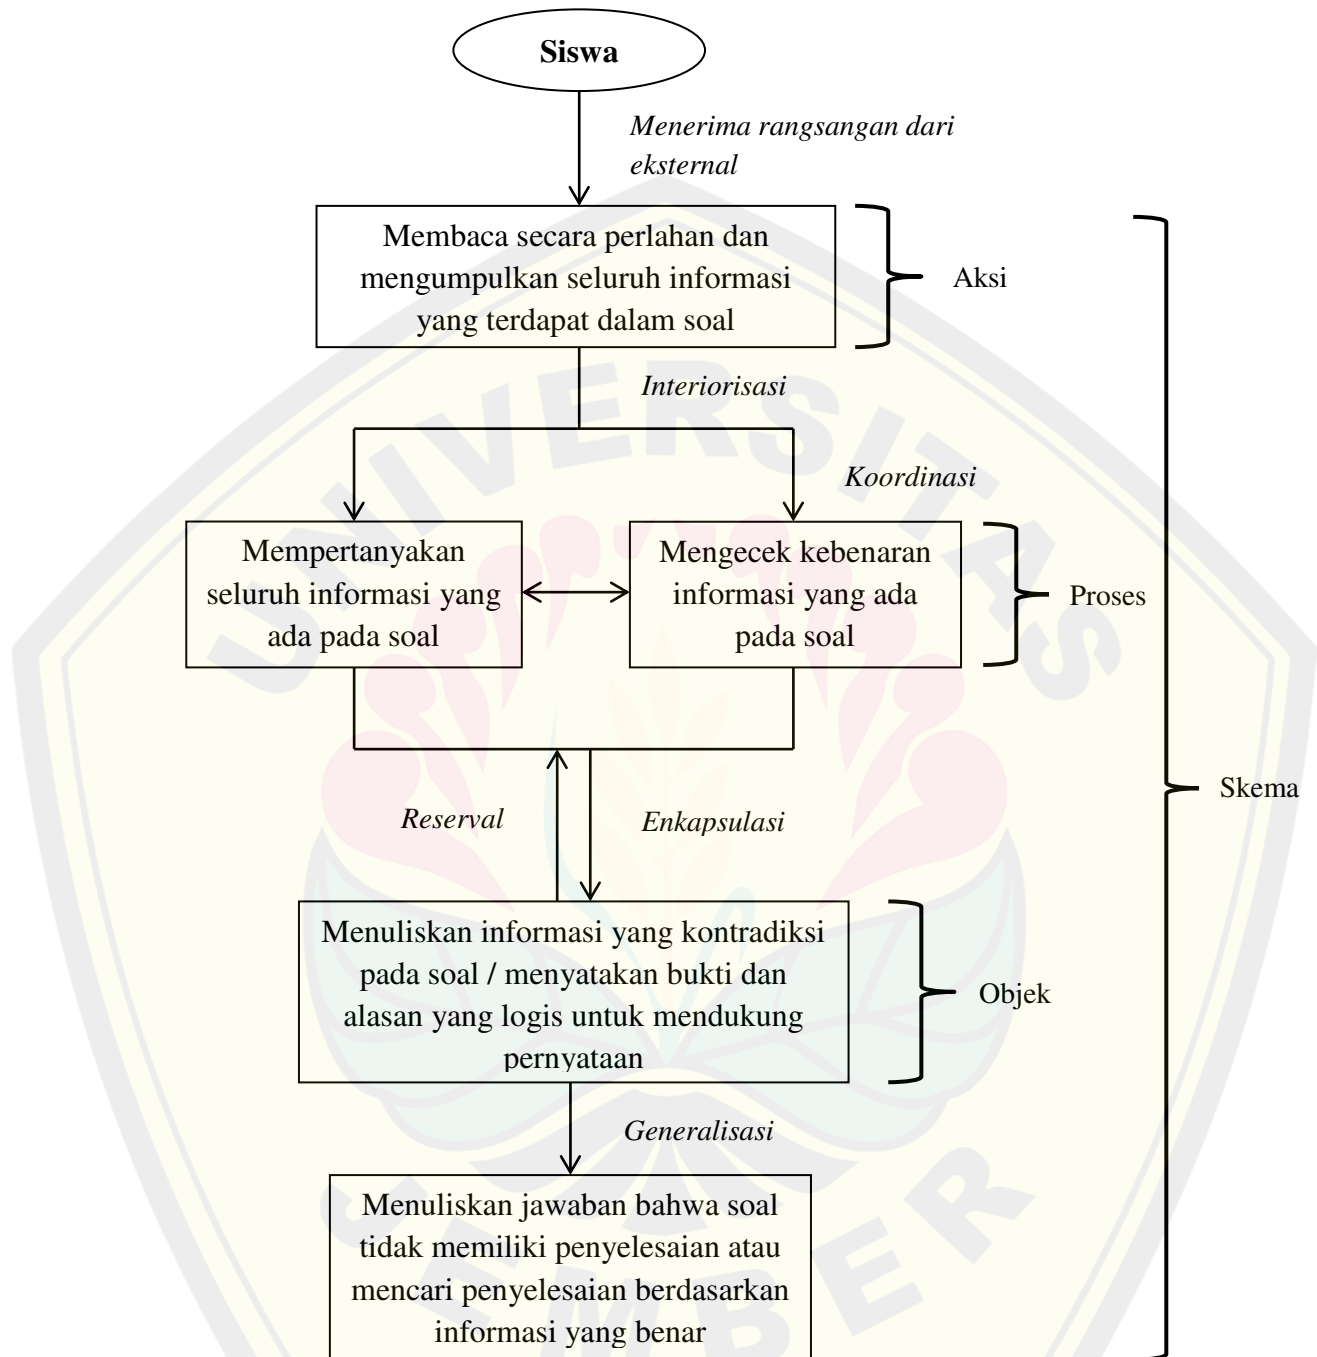 Siswa
Menerima rangsangan dari
eksternal
Membaca secara perlahan dan
mengumpulkan seluruh informasi
yang terdapat dalam soal
Aksi
Interiorisasi
Koordinasi
Mempertanyakan
seluruh informasi yang
ada pada soal
Mengecek kebenaran
informasi yang ada
pada soal
Proses
Skema
Reserval
Enkapsulasi
Menuliskan informasi yang kontradiksi
pada soal / menyatakan bukti dan
alasan yang logis untuk mendukung
pernyataan
Objek
Generalisasi
Menuliskan jawaban bahwa soal
tidak memiliki penyelesaian atau
mencari penyelesaian berdasarkan
informasi yang benar
UNIVERSITAS
JEMBER